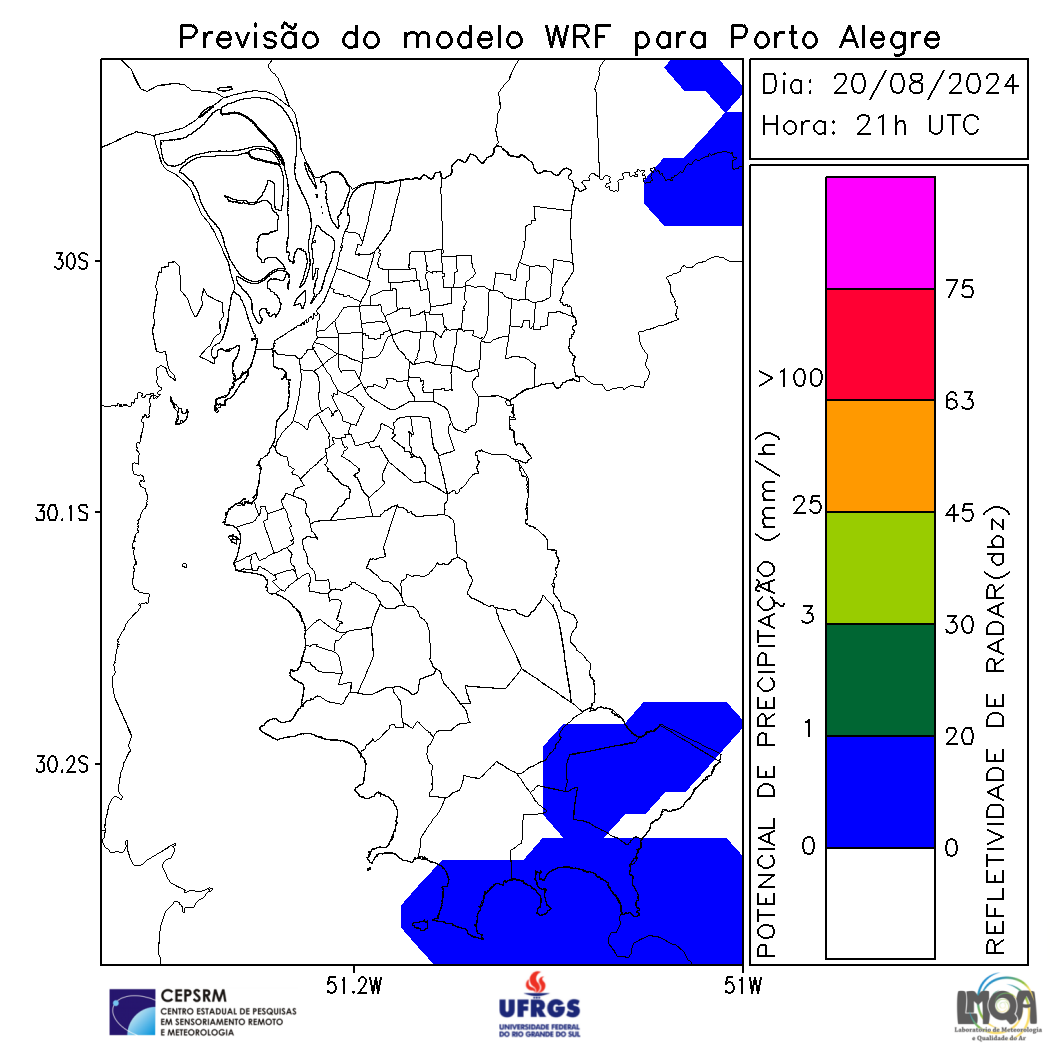 Previsão do modelo WRF para Porto Alegre
Dia: 20/08/2024
Hora: 21h UTC
30S
30.1S
30.2S
51.2W
51W
POTENCIAL DE PRECIPITAÇÃO (mm/h)
>100
25
3
1
0
75
63
45
30
20
0
REFLETIVIDADE DE RADAR(dbz)
CEPSRM
CENTRO ESTADUAL DE PESQUISAS
EM SENSORIAMENTO REMOTO
E METEOROLOGIA
UFRGS
UNIVERSIDADE FEDERAL
DO RIO GRANDE DO SUL
LMQA
Laboratório de Meteorologia
e Qualidade do Ar